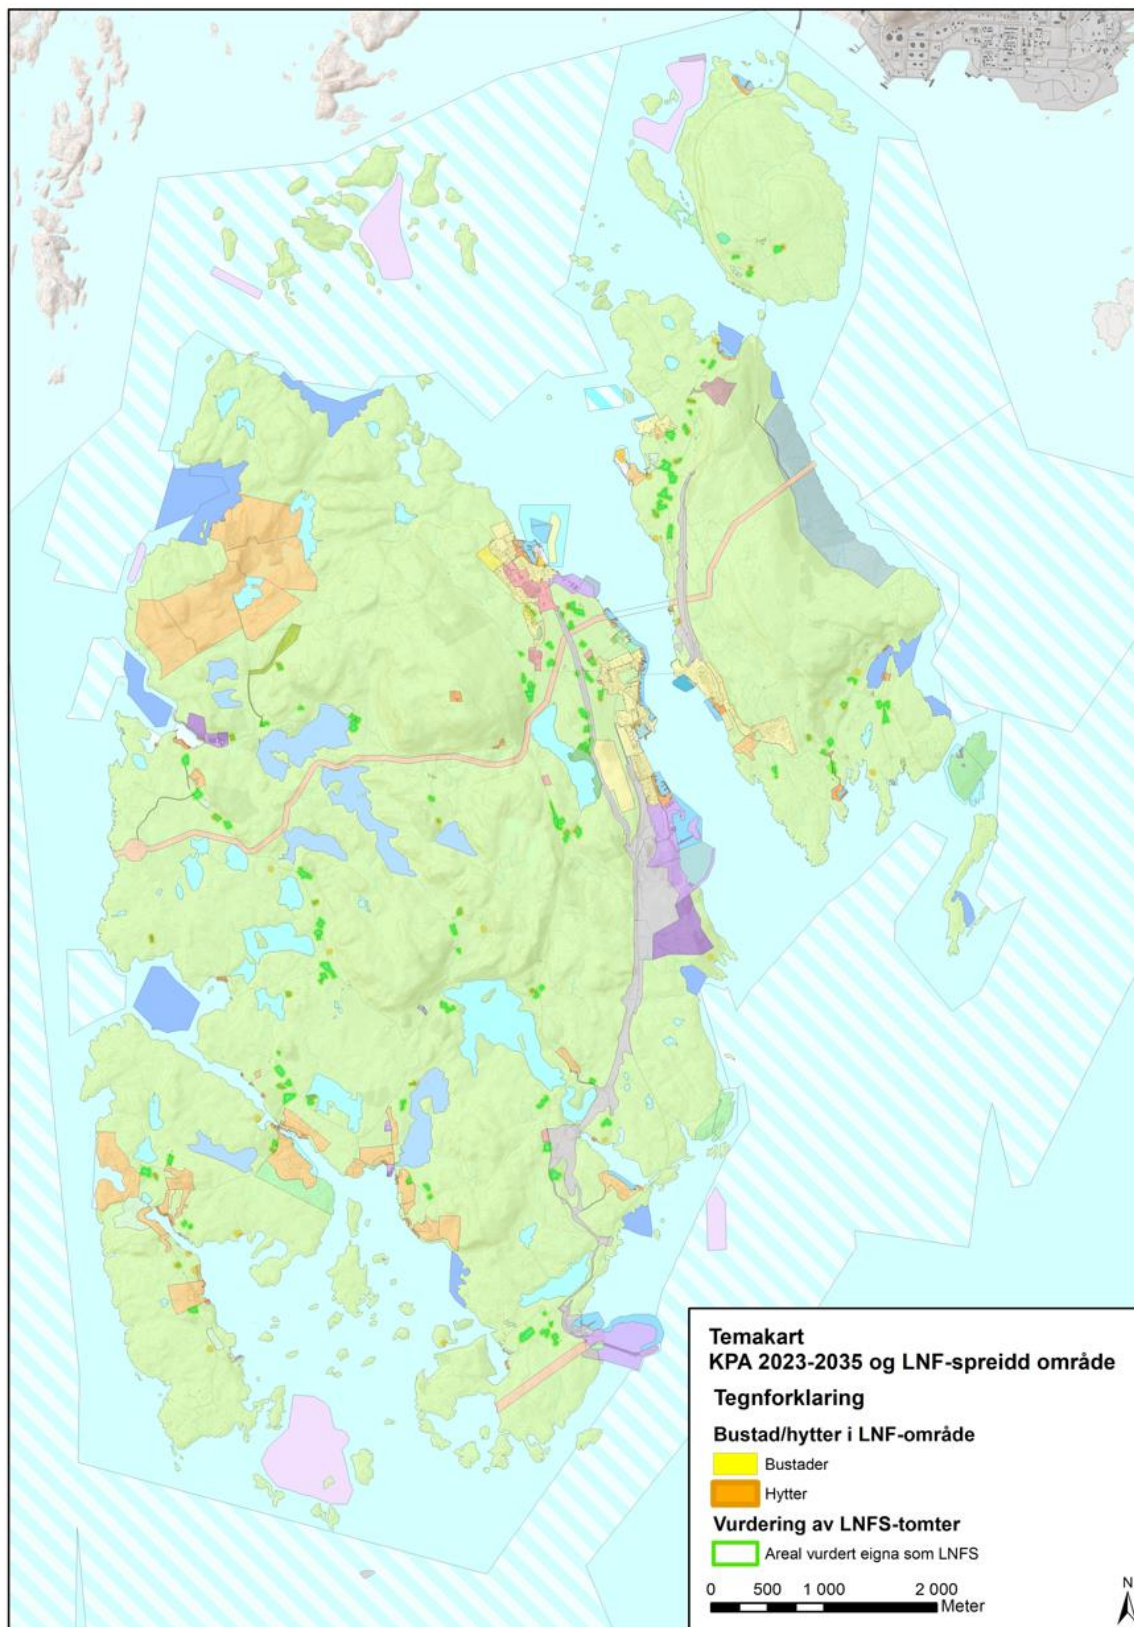 Temakart
KPA 2023-2035 og LNF-spreidd område
Tegnforklaring
Bustad/hytter i LNF-område
Bustader
Hytter
Vurdering av LNFS-tomter
Areal vurdert eigna som LNFS
0 500 1 000 2 000
Meter
N